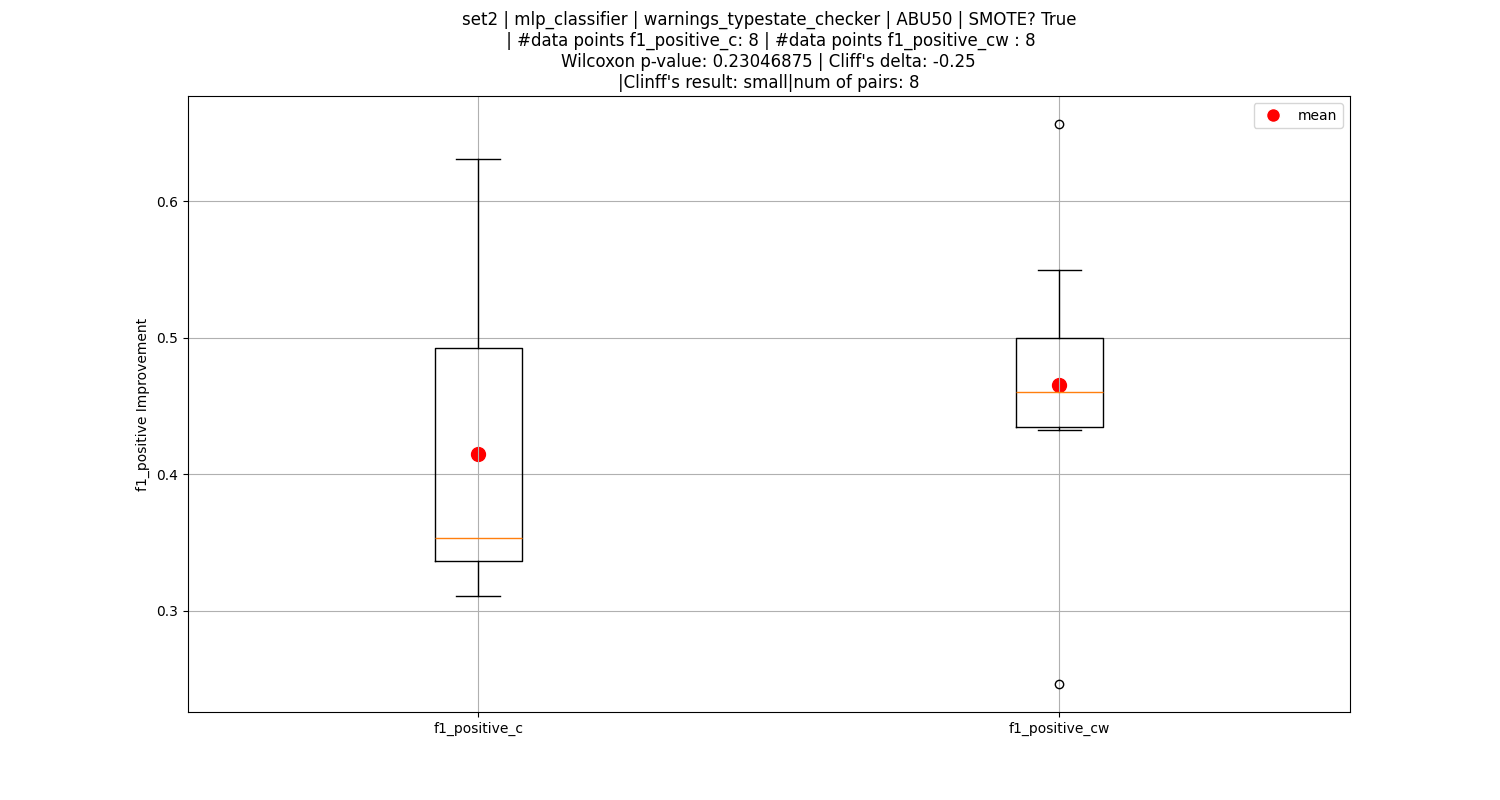 set2 | mlp_classifier | warnings_typestate_checker | ABU50 | SMOTE? True
| #data points f1_positive_c: 8 | #data points f1_positive_cw : 8
Wilcoxon p-value: 0.23046875 | Cliff's delta: -0.25
|Clinff's result: small|num of pairs: 8
mean
0.6
0.5
0.4
0.3
f1_positive Improvement
f1_positive_c
f1_positive_cw